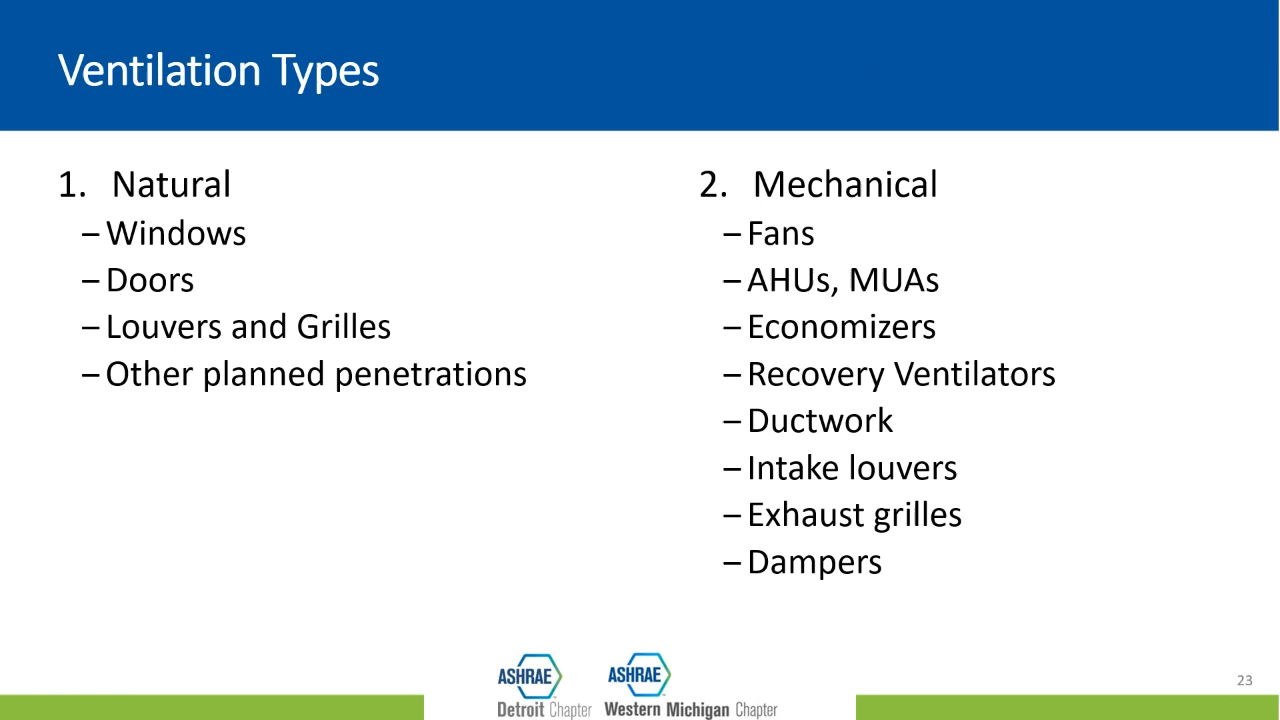 Ventilation Types
1. Natural
– Windows
– Doors
– Louvers and Grilles
– Other planned penetrations
2. Mechanical
– Fans
– AHUs, MUAs
– Economizers
– Recovery Ventilators
– Ductwork
– Intake louvers
– Exhaust grilles
– Dampers
ASHRAE
Detroit Chapter
ASHRAE
Western Michigan Chapter
23